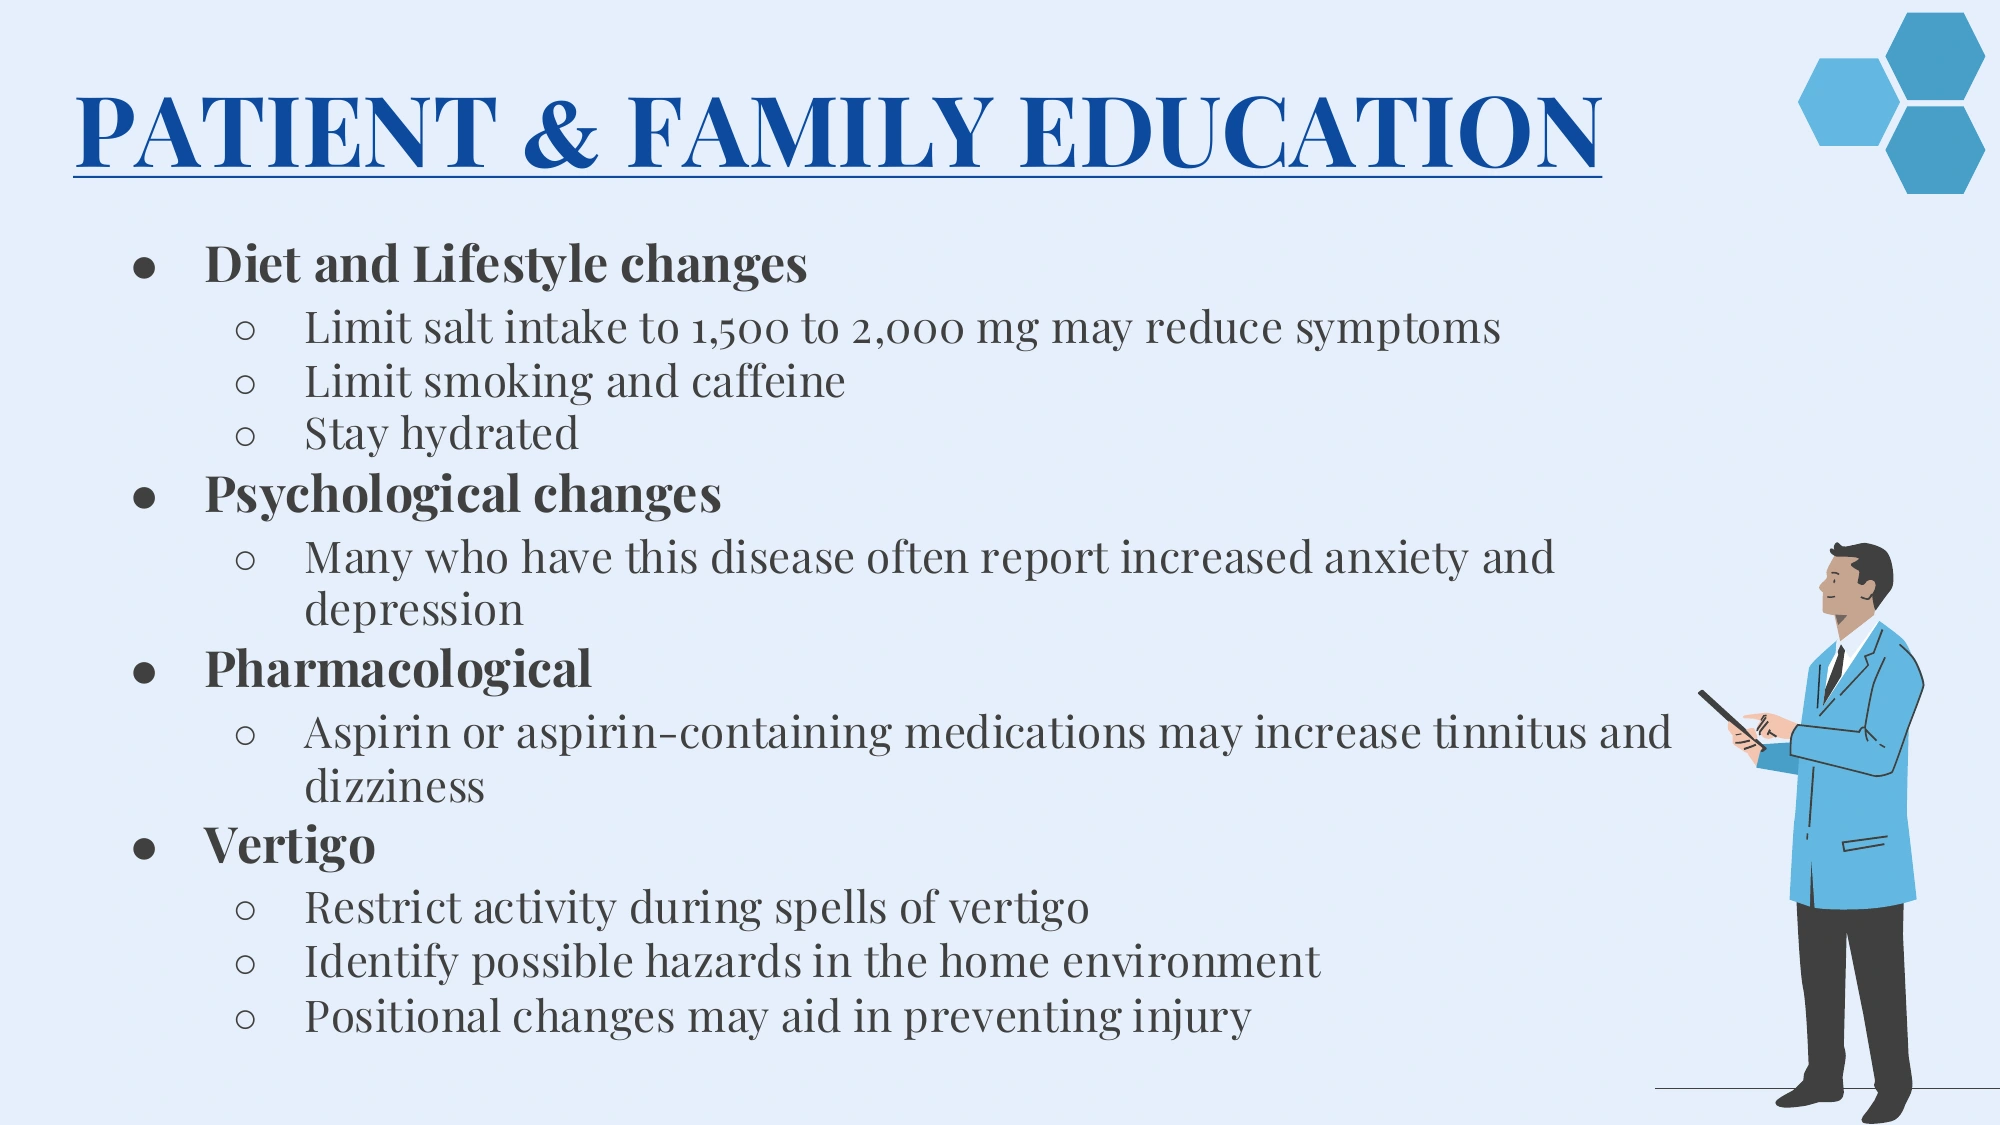 PATIENT & FAMILY EDUCATION
● Diet and Lifestyle changes
○ Limit salt intake to 1,500 to 2,000 mg may reduce symptoms
○ Limit smoking and caffeine
○ Stay hydrated
● Psychological changes
○ Many who have this disease often report increased anxiety and
depression
● Pharmacological
○ Aspirin or aspirin-containing medications may increase tinnitus and
dizziness
● Vertigo
○ Restrict activity during spells of vertigo
○ Identify possible hazards in the home environment
○ Positional changes may aid in preventing injury